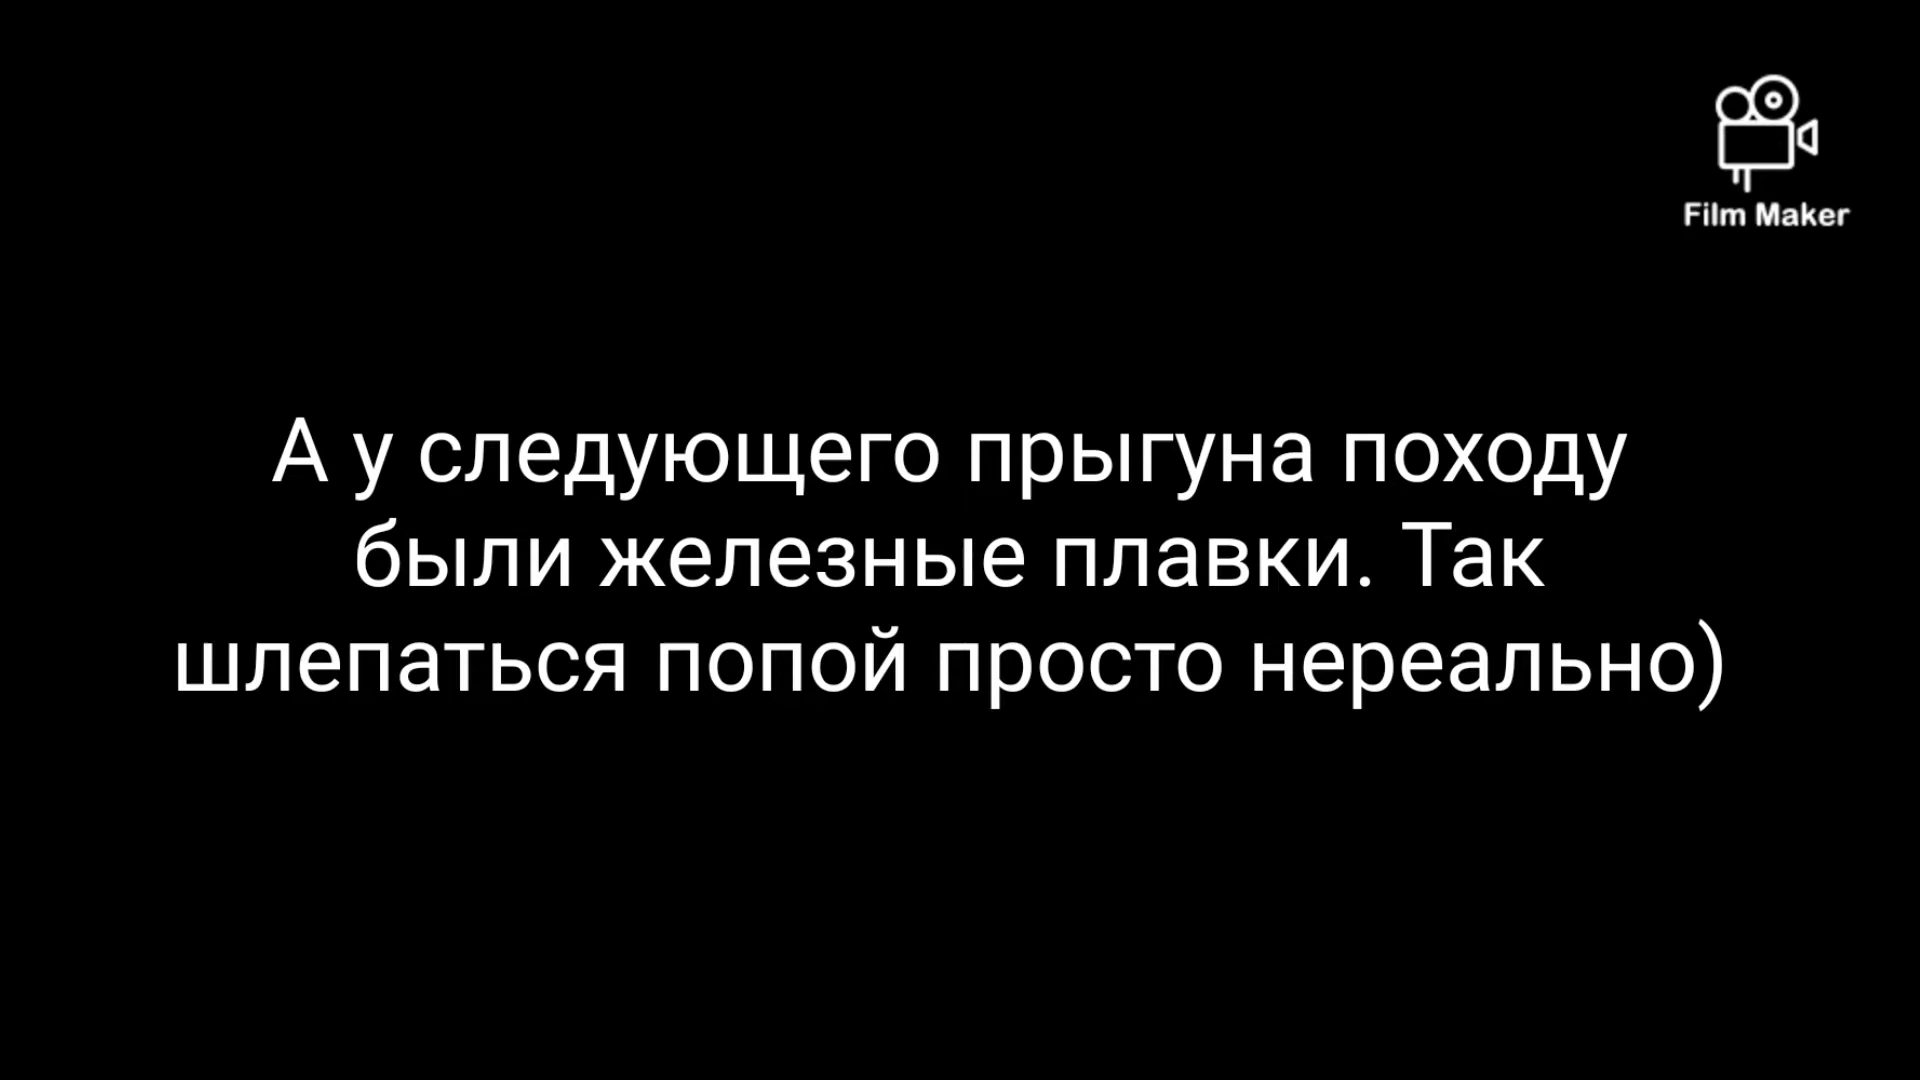 Film Maker
А у следующего прыгуна походу
были железные плавки. Так
шлепаться попой просто нереально)